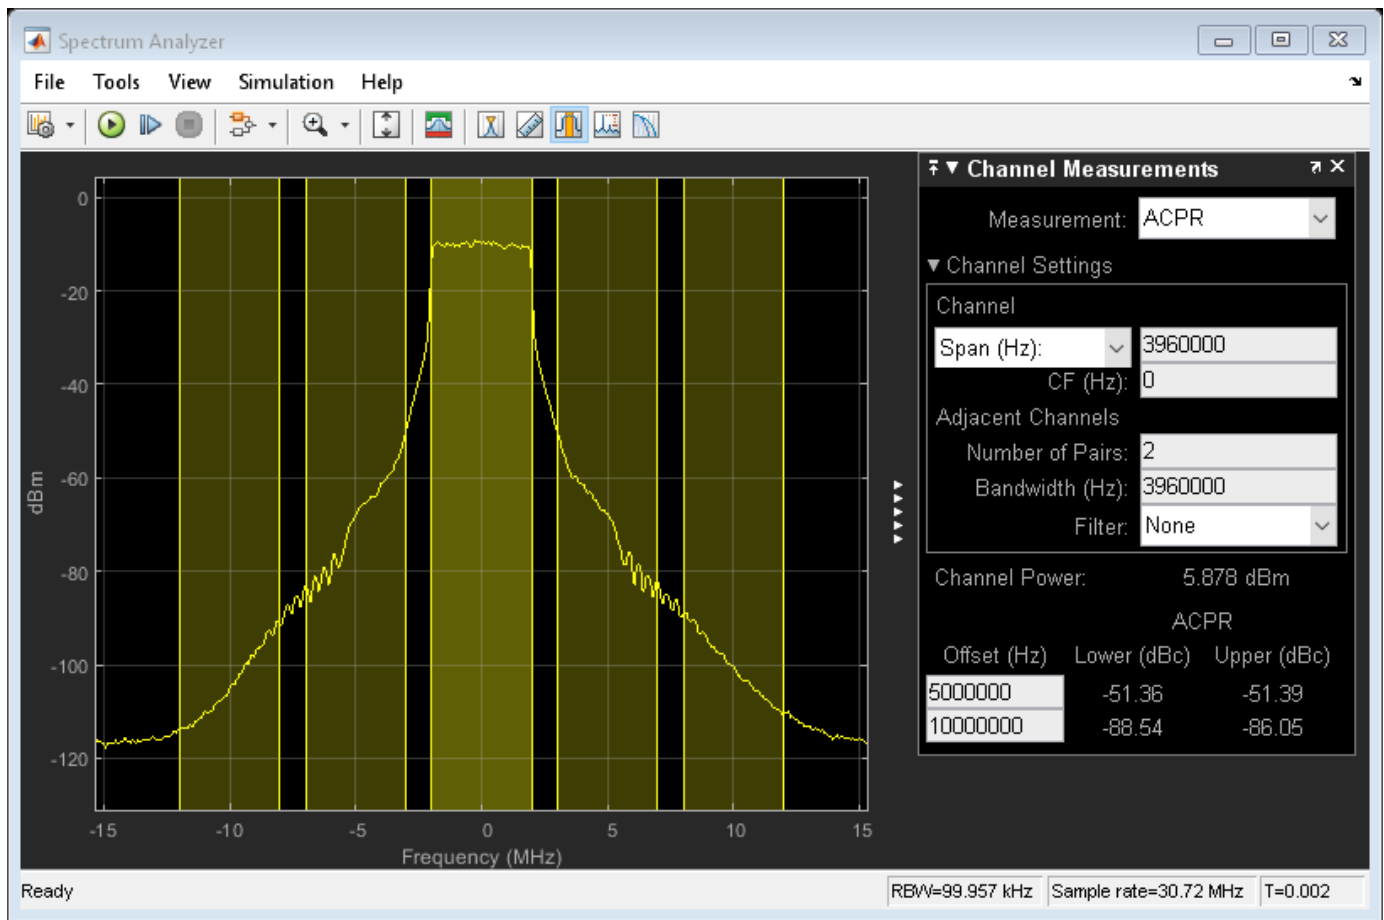 Spectrum Analyzer
File Tools View Simulation Help
Channel Measurements
Measurement: ACPR
Channel Settings
Channel
Span (Hz): 3960000
CF (Hz): 0
Adjacent Channels
Number of Pairs: 2
Bandwidth (Hz): 3960000
Filter: None
Channel Power: 5.878 dBm
ACPR
Offset (Hz) Lower (dBc) Upper (dBc)
5000000 -51.36 -51.39
10000000 -88.54 -86.05
0
-20
-40
-60
-80
-100
-120
dBm
-15 -10 -5 0 5 10 15
Frequency (MHz)
Ready RBW=99.957 kHz Sample rate=30.72 MHz T=0.002